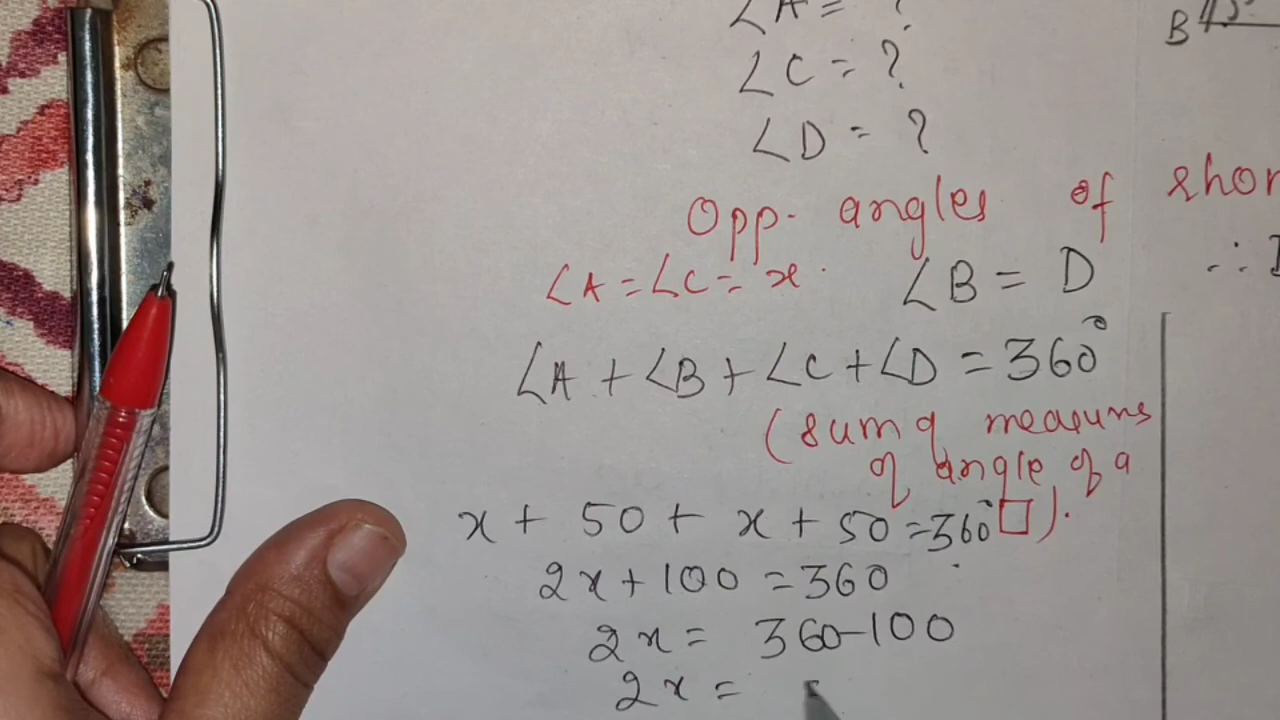 ∠A = ?
B
∠C = ?
∠D = ?
Opp. angles of rhom
∠A = ∠C = x . ∠B = D
∠A + ∠B + ∠C + ∠D = 360°
(sum of measures
of angle of a
x + 50 + x + 50 = 360° □).
2x + 100 = 360
2x = 360 - 100
2x =